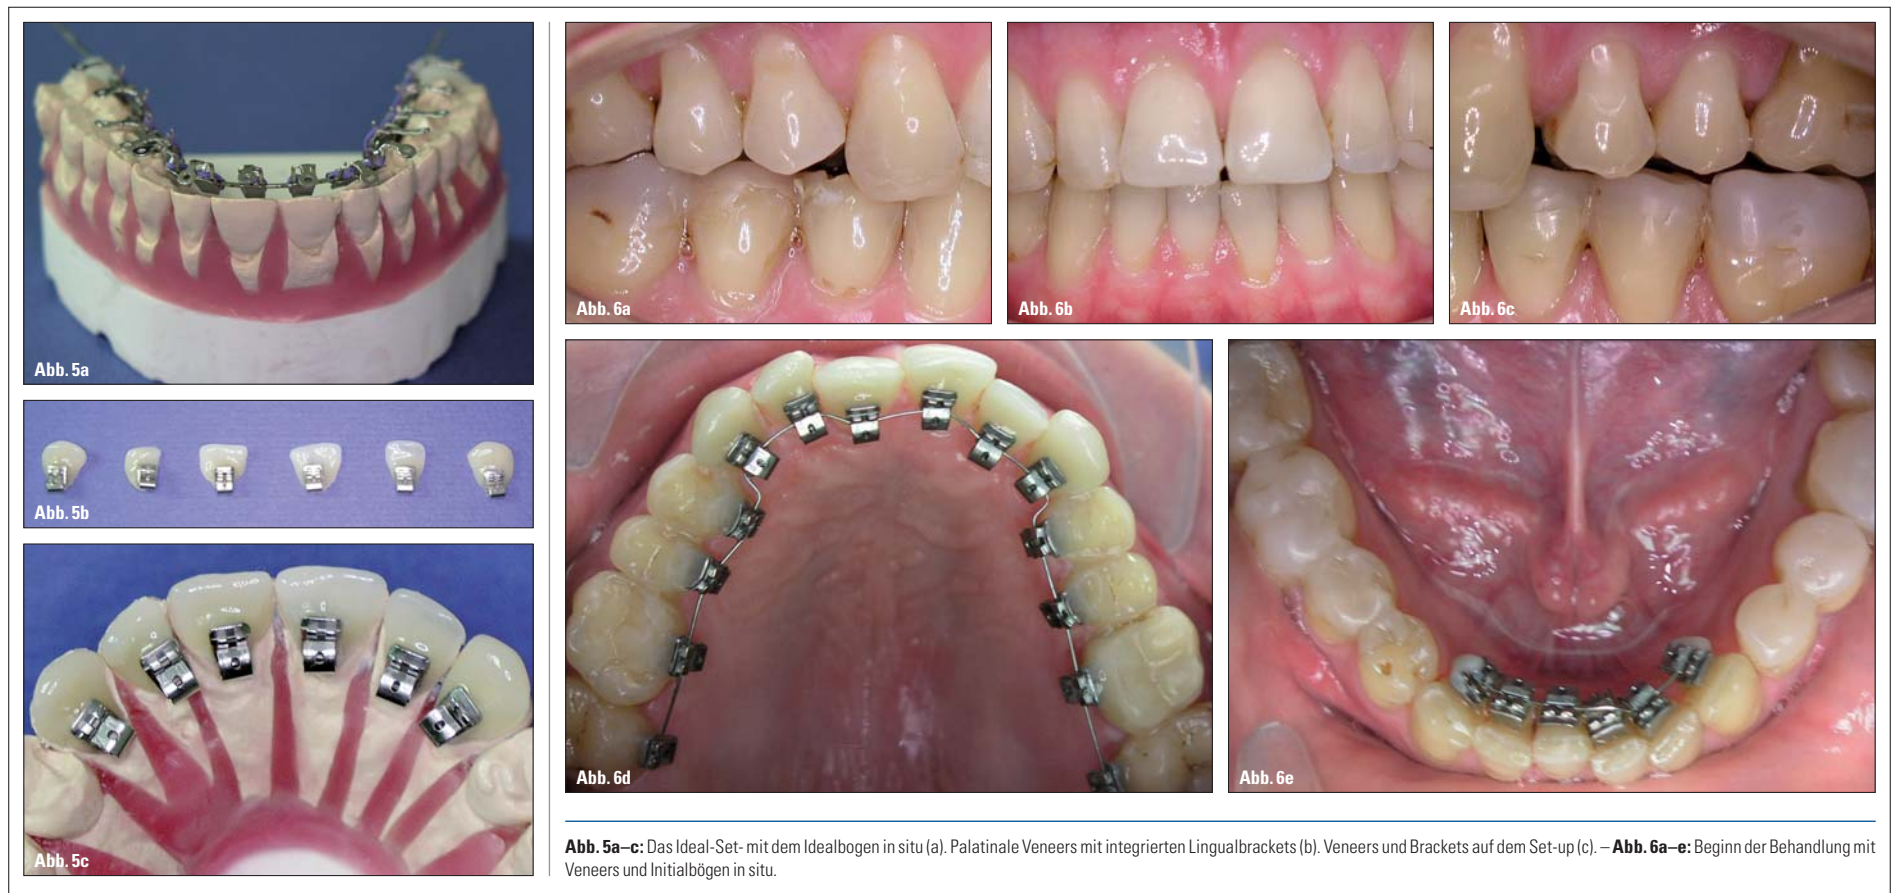 Abb. 5a
Abb. 5b
Abb. 5c
Abb. 6a
Abb. 6b
Abb. 6c
Abb. 6d
Abb. 6e
Abb. 5a–c: Das Ideal-Set- mit dem Idealbogen in situ (a). Palatinale Veneers mit integrierten Lingualbrackets (b). Veneers und Brackets auf dem Set-up (c). – Abb. 6a–e: Beginn der Behandlung mit
Veneers und Initialbögen in situ.